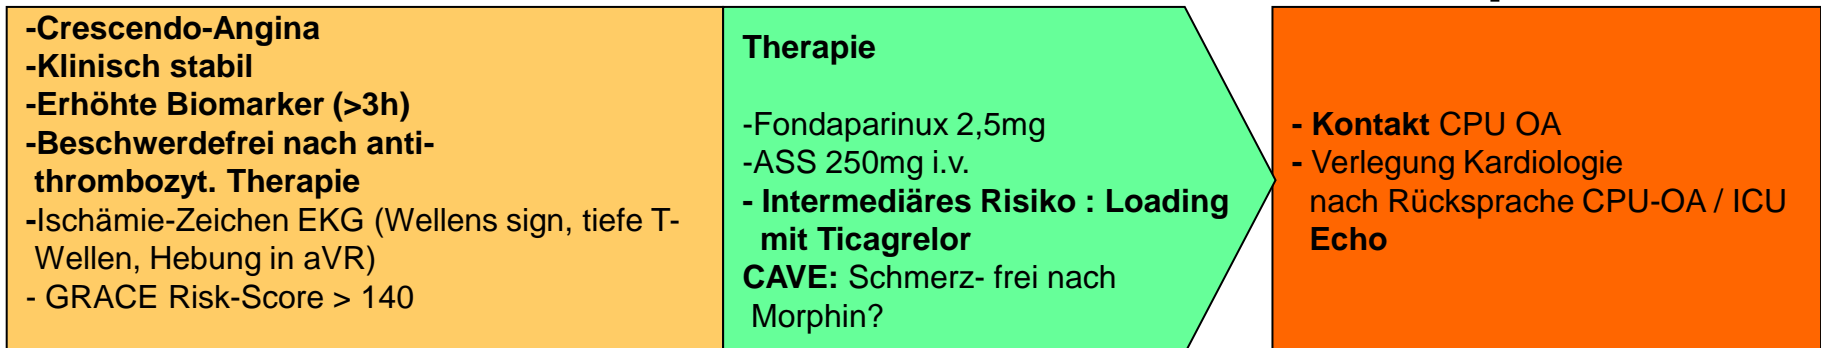 -Crescendo-Angina
-Klinisch stabil
-Erhöhte Biomarker (>3h)
-Beschwerdefrei nach anti-
thrombozyt. Therapie
-Ischämie-Zeichen EKG (Wellens sign, tiefe T-
Wellen, Hebung in aVR)
- GRACE Risk-Score > 140
Therapie
-Fondaparinux 2,5mg
-ASS 250mg i.v.
- Intermediäres Risiko : Loading
mit Ticagrelor
CAVE: Schmerz- frei nach
Morphin?
- Kontakt CPU OA
- Verlegung Kardiologie
nach Rücksprache CPU-OA / ICU
Echo